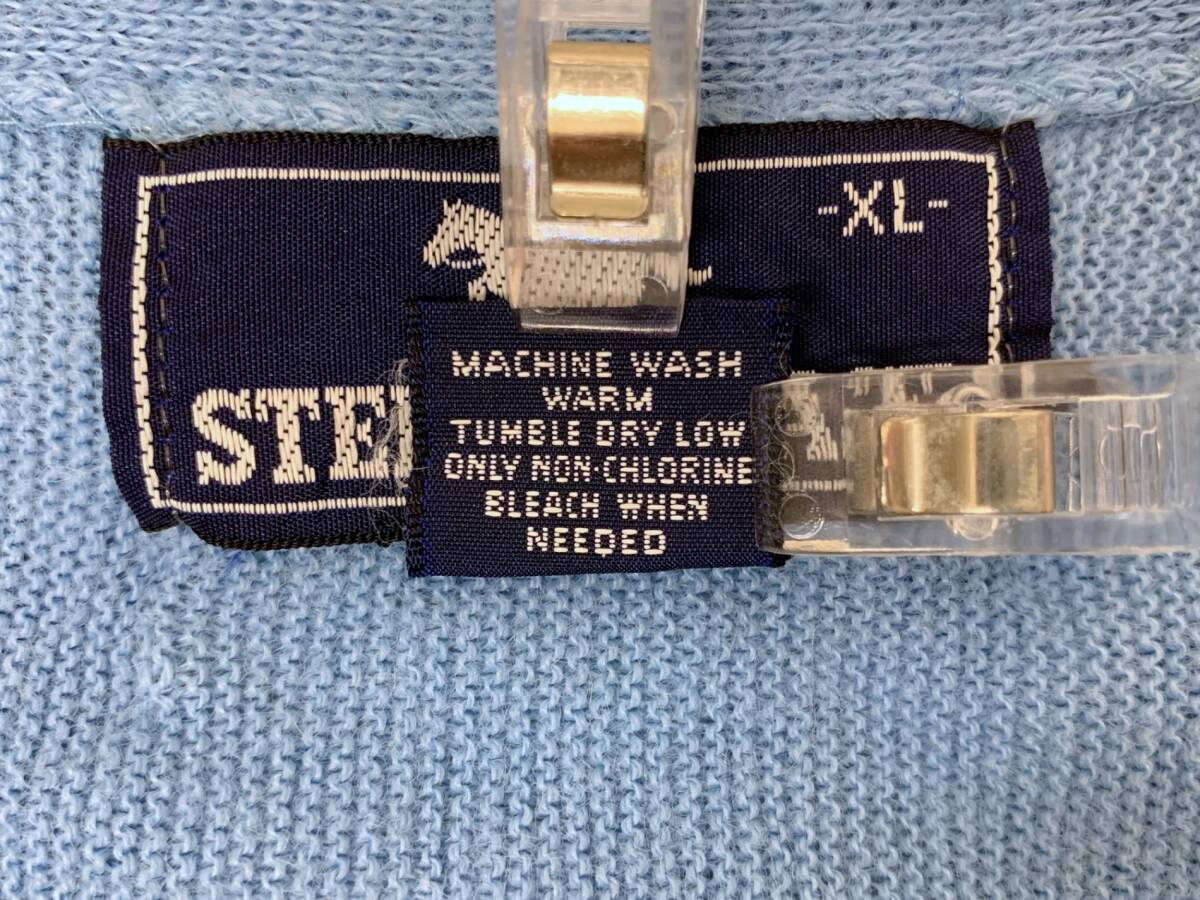 -XL-
STE
MACHINE WASH
WARM
TUMBLE DRY LOW
ONLY NON-CHLORINE
BLEACH WHEN
NEEDED